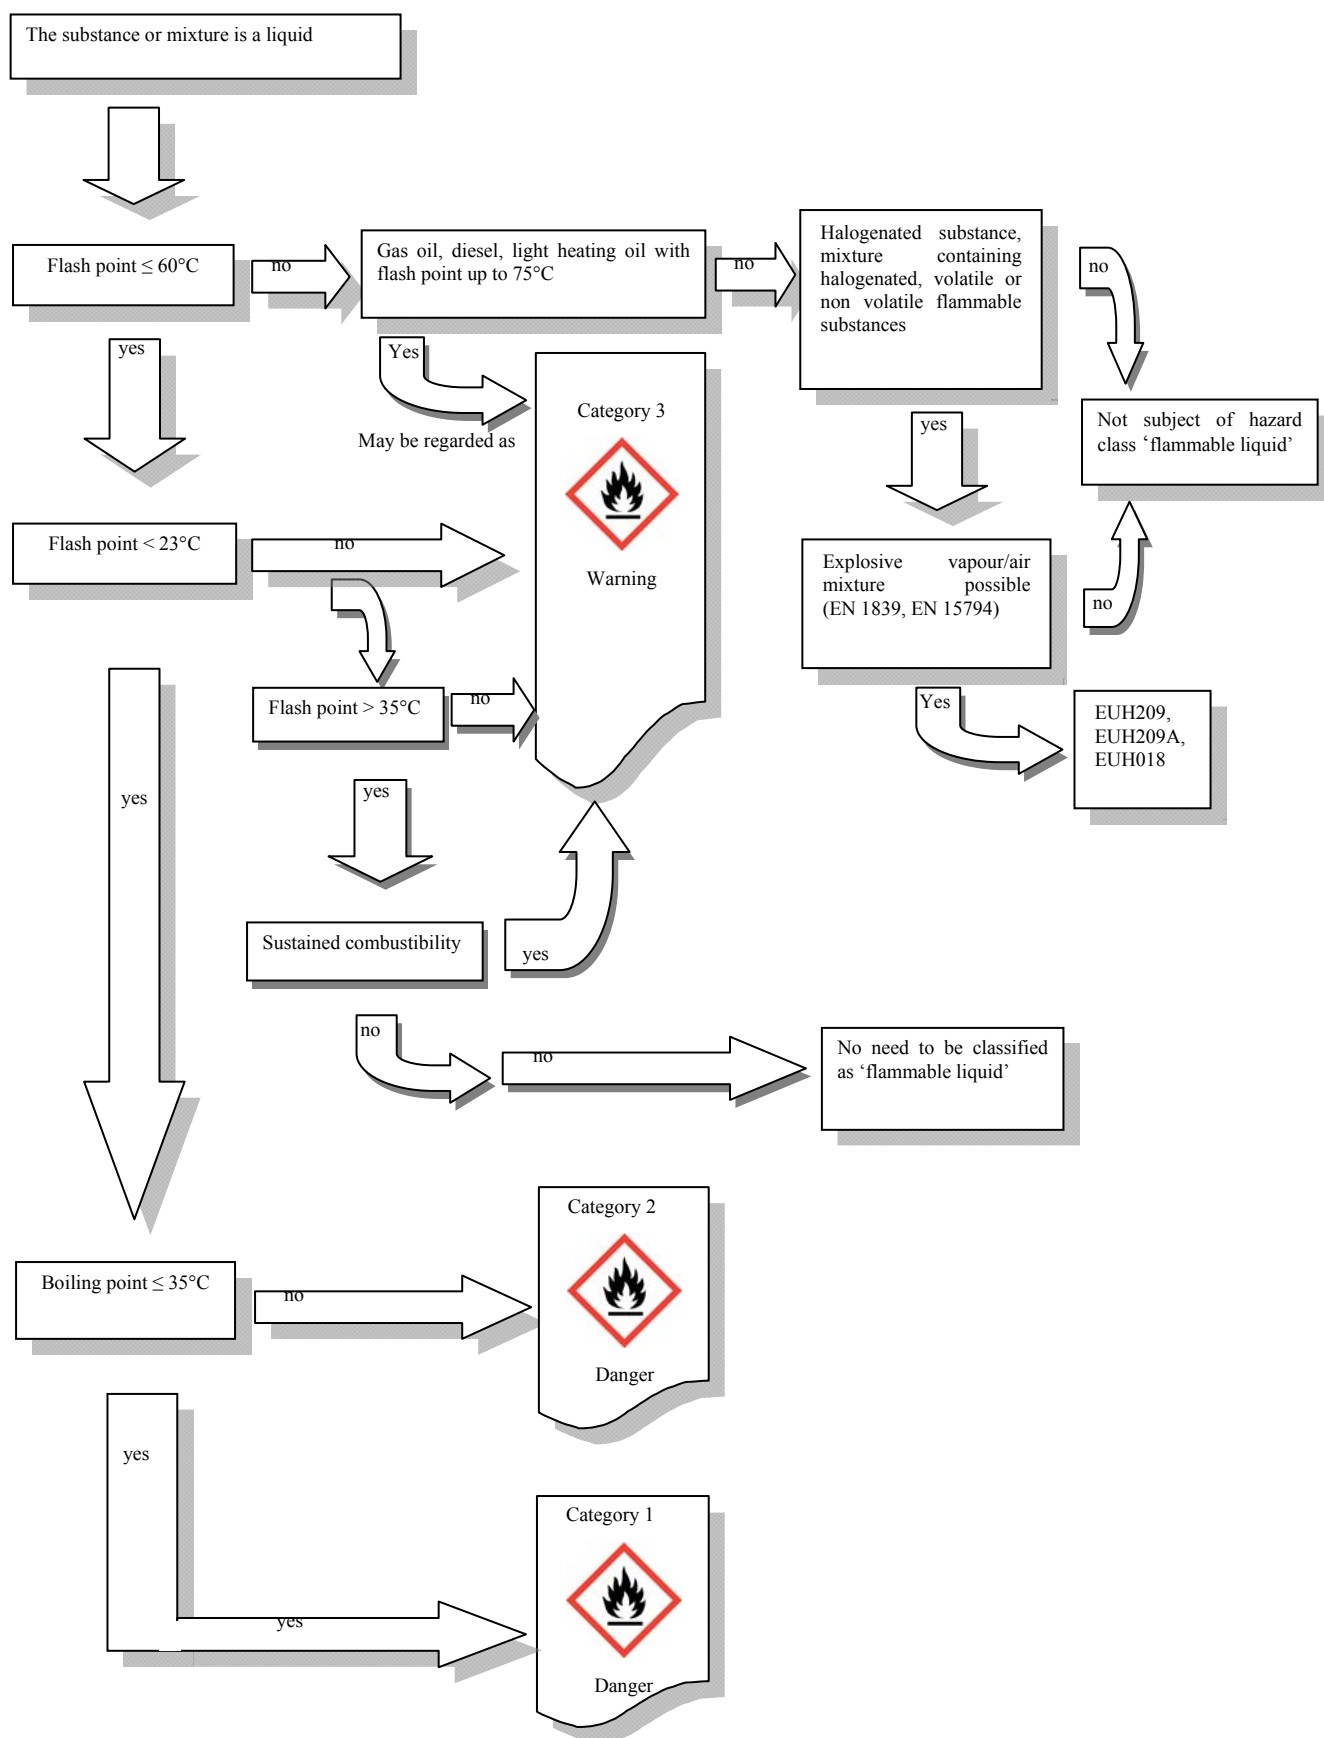 The substance or mixture is a liquid
Flash point ≤ 60°C
no
Gas oil, diesel, light heating oil with
flash point up to 75°C
no
Halogenated substance,
mixture containing
halogenated, volatile or
non volatile flammable
substances
no
yes
Yes
May be regarded as
Category 3
Warning
yes
Not subject of hazard
class ‘flammable liquid’
Flash point < 23°C
no
Explosive vapour/air
mixture possible
(EN 1839, EN 15794)
no
Flash point > 35°C
no
Yes
EUH209,
EUH209A,
EUH018
yes
yes
Sustained combustibility
yes
no
no
No need to be classified
as ‘flammable liquid’
Boiling point ≤ 35°C
no
Category 2
Danger
yes
yes
Category 1
Danger